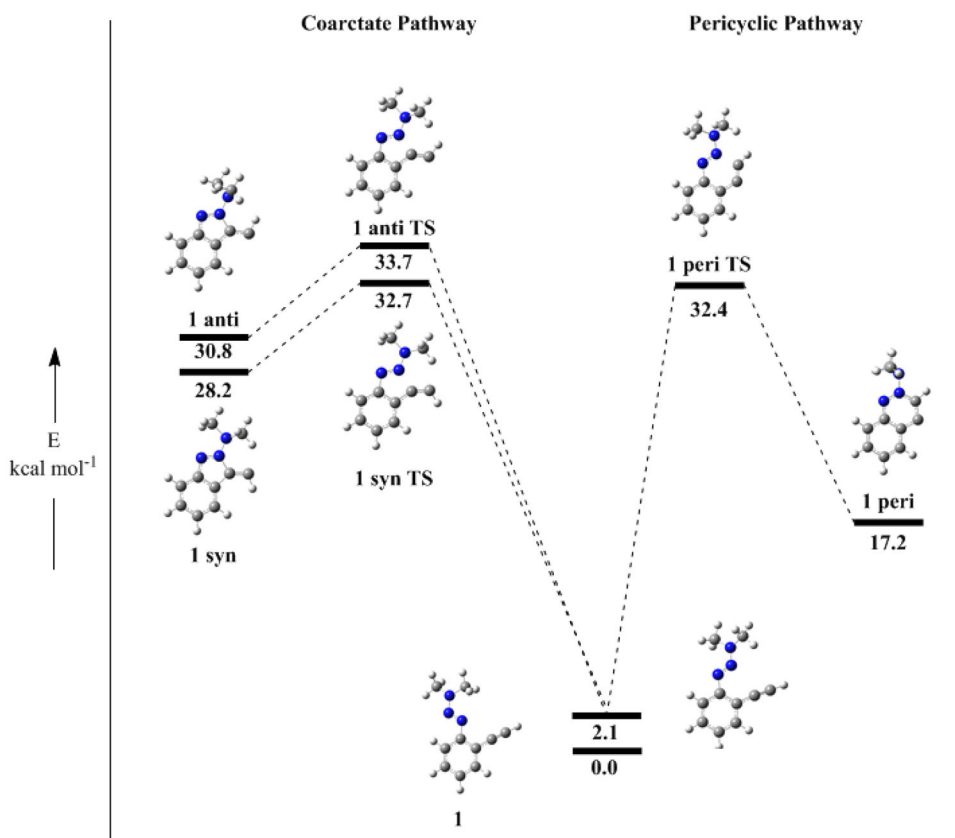 Coarctate Pathway
Pericyclic Pathway
1 anti TS
33.7
32.7
1 peri TS
32.4
1 anti
30.8
28.2
E
kcal mol-1
1 syn TS
1 syn
1 peri
17.2
2.1
0.0
1